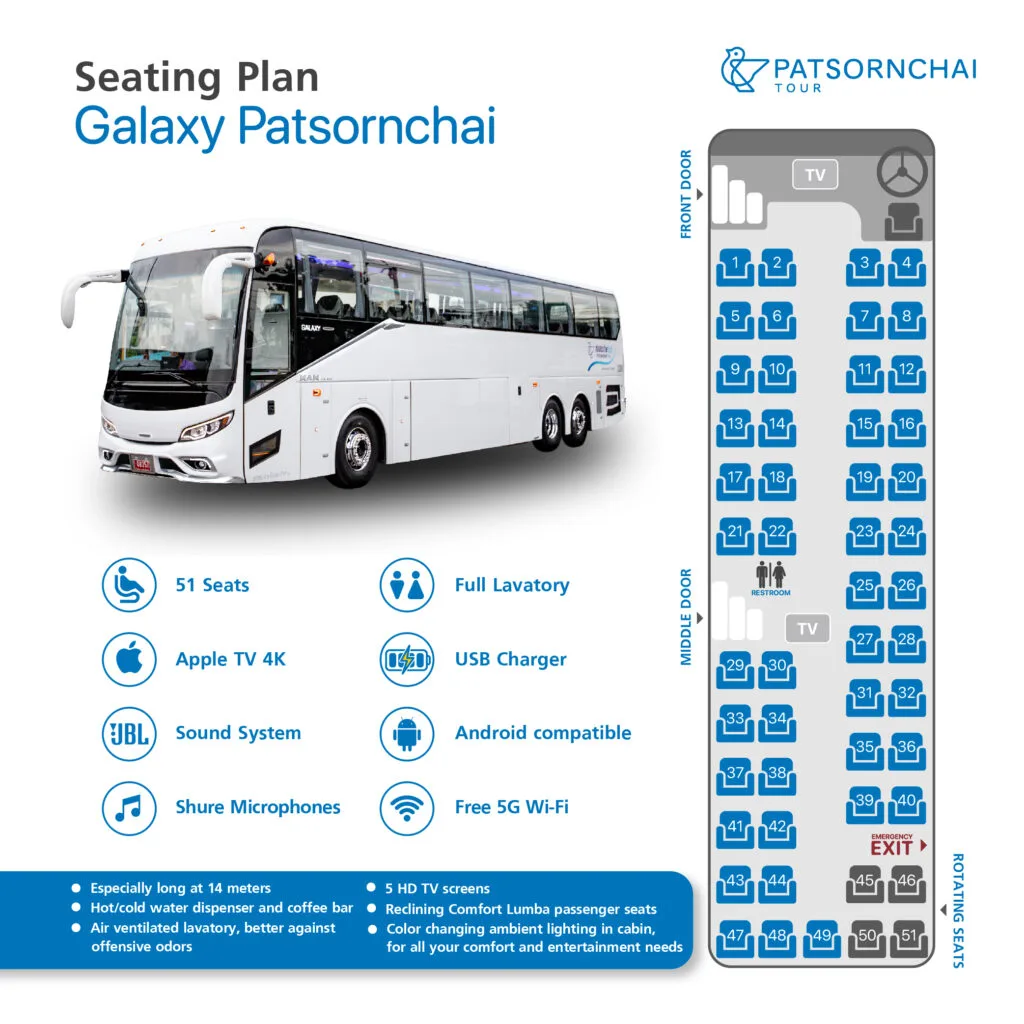 Seating Plan
Galaxy Patsornchai
PATSORNCHAI
TOUR
GALAXY
MAN
51 Seats
Full Lavatory
Apple TV 4K
USB Charger
JBL
Sound System
Android compatible
Shure Microphones
Free 5G Wi-Fi
Especially long at 14 meters
Hot/cold water dispenser and coffee bar
Air ventilated lavatory, better against
offensive odors
5 HD TV screens
Reclining Comfort Lumba passenger seats
Color changing ambient lighting in cabin,
for all your comfort and entertainment needs
FRONT DOOR
TV
1 2 3 4
5 6 7 8
9 10 11 12
13 14 15 16
17 18 19 20
21 22 23 24
RESTROOM
25 26
MIDDLE DOOR
TV
27 28
29 30
31 32
33 34
35 36
37 38
39 40
41 42
EMERGENCY
EXIT
43 44 45 46
47 48 49 50 51
ROTATING SEATS